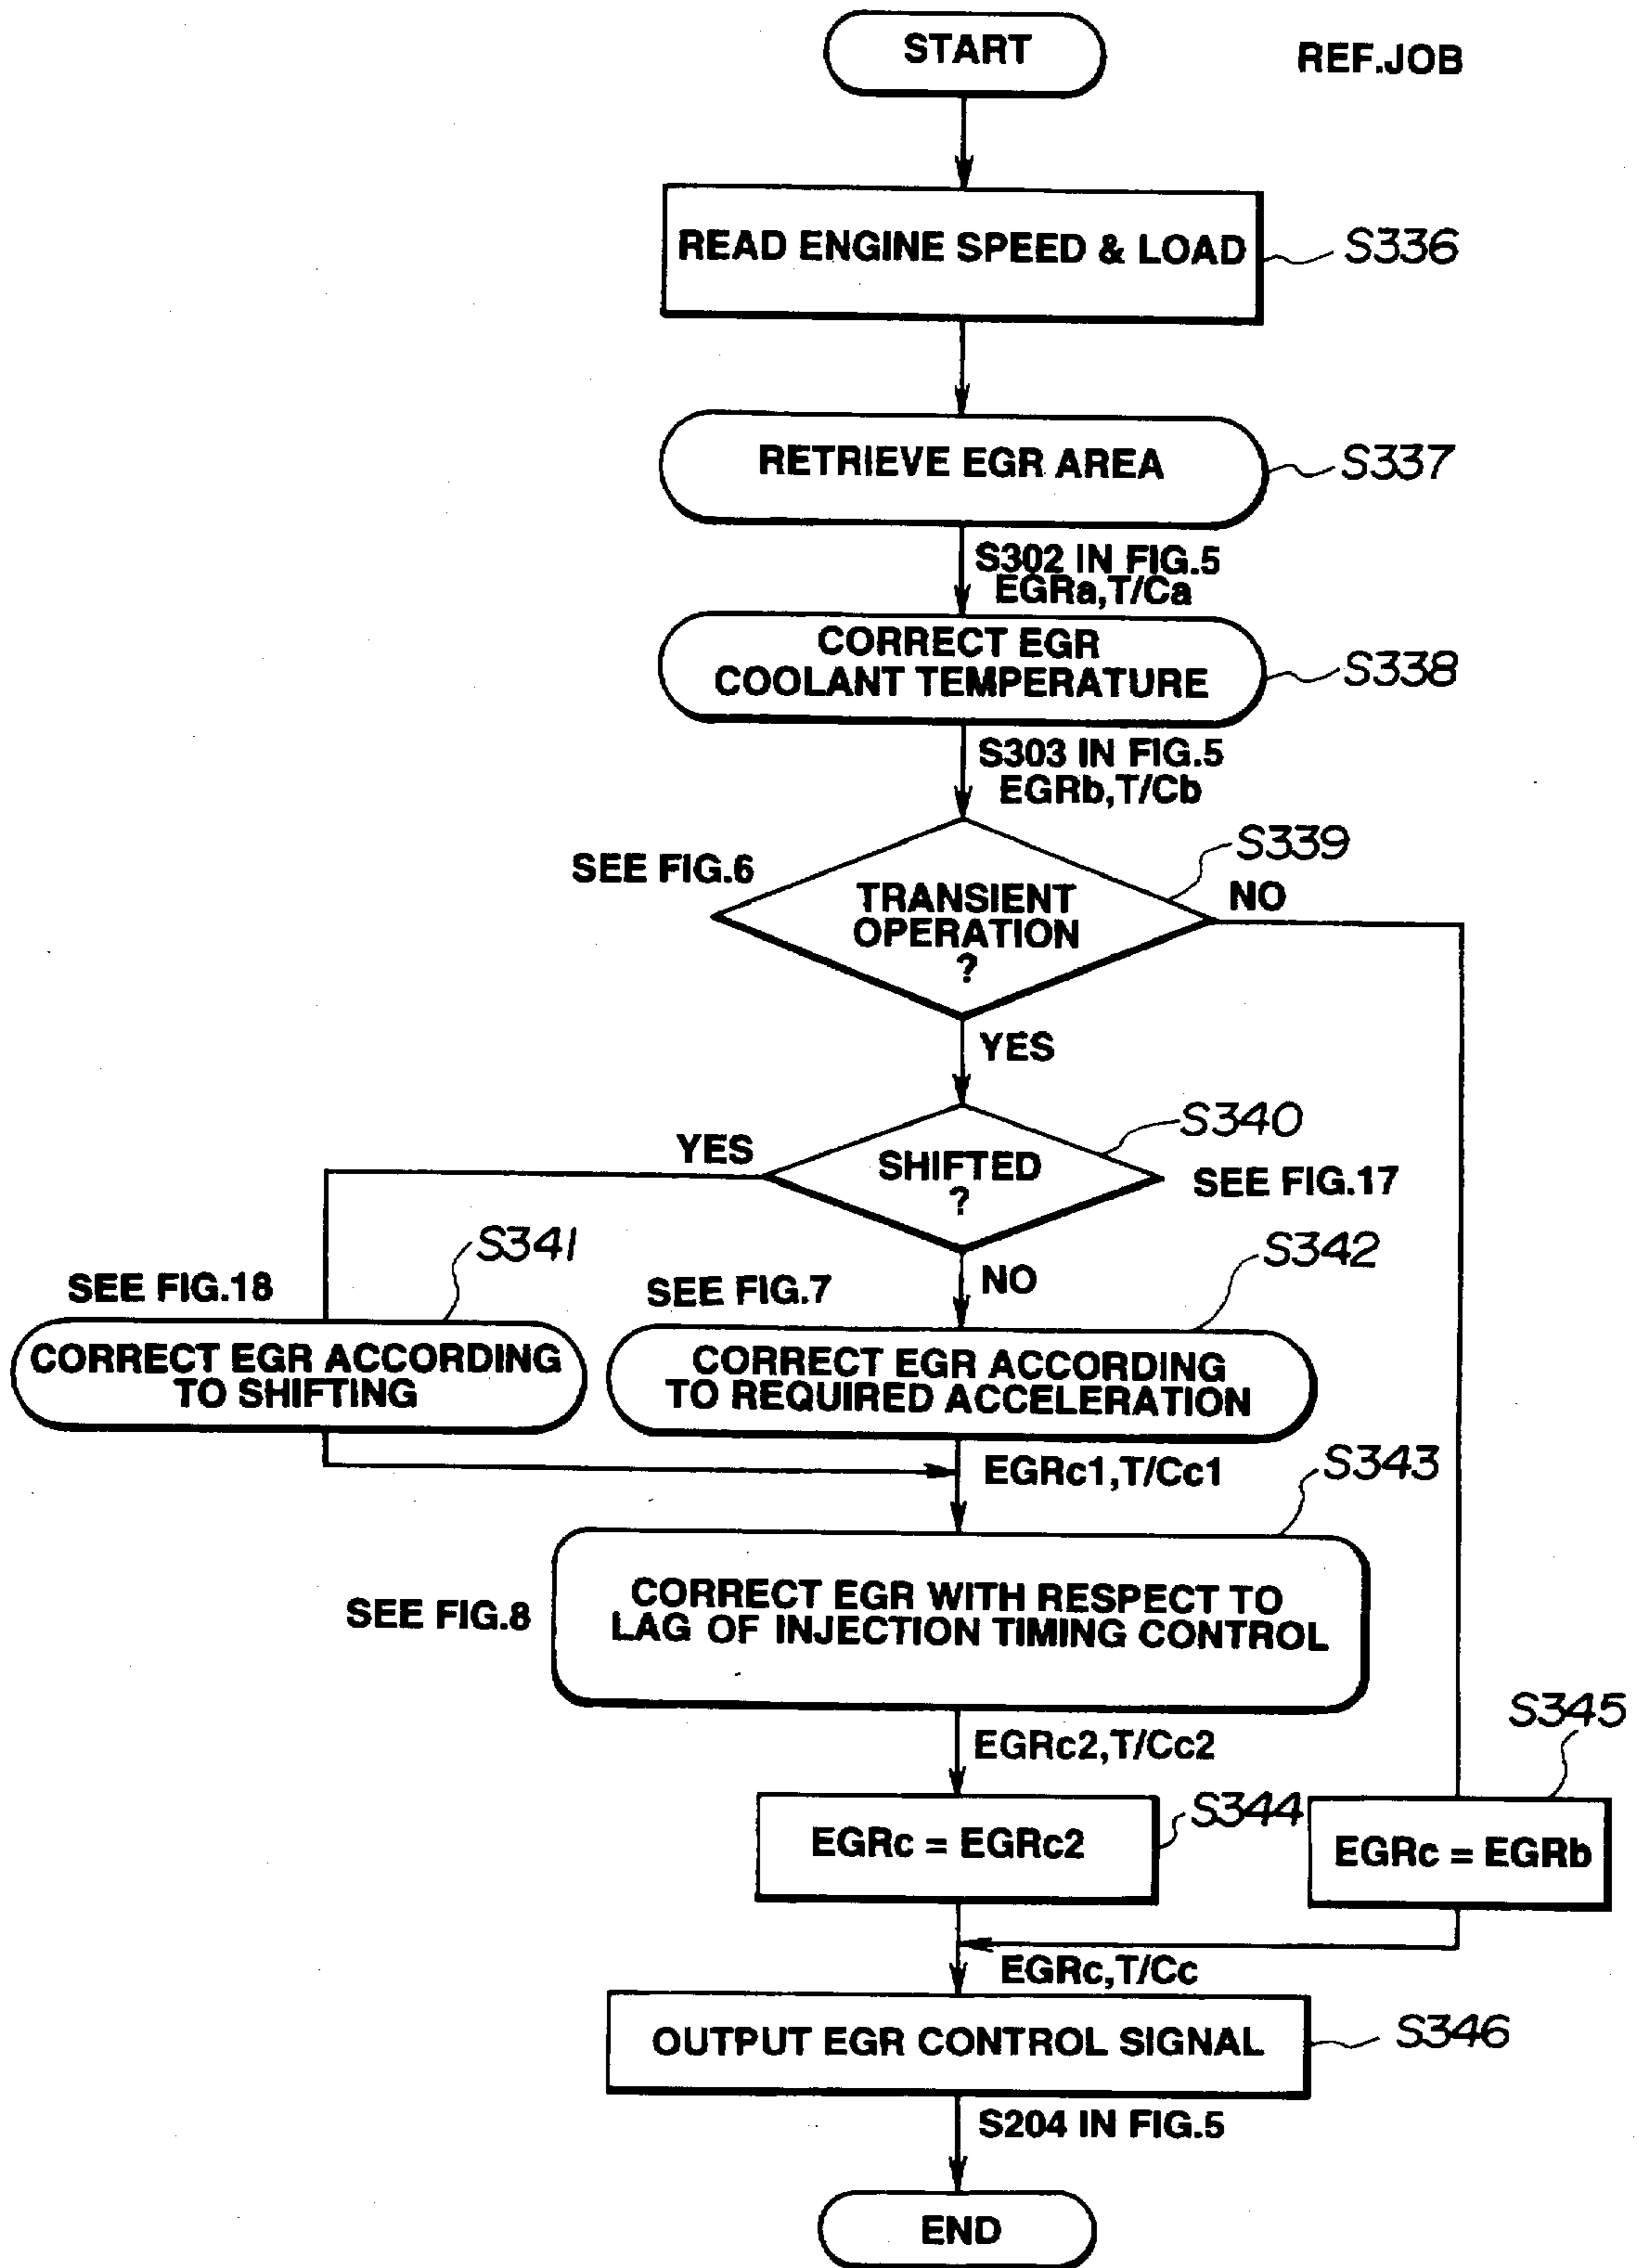 START
REF.JOB
READ ENGINE SPEED & LOAD
S336
RETRIEVE EGR AREA
S337
S302 IN FIG.5
EGRa,T/Ca
CORRECT EGR
COOLANT TEMPERATURE
S338
S303 IN FIG.5
EGRb,T/Cb
SEE FIG.6
TRANSIENT
OPERATION
?
S339
NO
YES
S340
YES
SHIFTED
?
SEE FIG.17
S341
SEE FIG.18
CORRECT EGR ACCORDING
TO SHIFTING
NO
S342
SEE FIG.7
CORRECT EGR ACCORDING
TO REQUIRED ACCELERATION
EGRc1,T/Cc1
S343
SEE FIG.8
CORRECT EGR WITH RESPECT TO
LAG OF INJECTION TIMING CONTROL
EGRc2,T/Cc2
S344
EGRc = EGRc2
S345
EGRc = EGRb
EGRc,T/Cc
OUTPUT EGR CONTROL SIGNAL
S346
S204 IN FIG.5
END